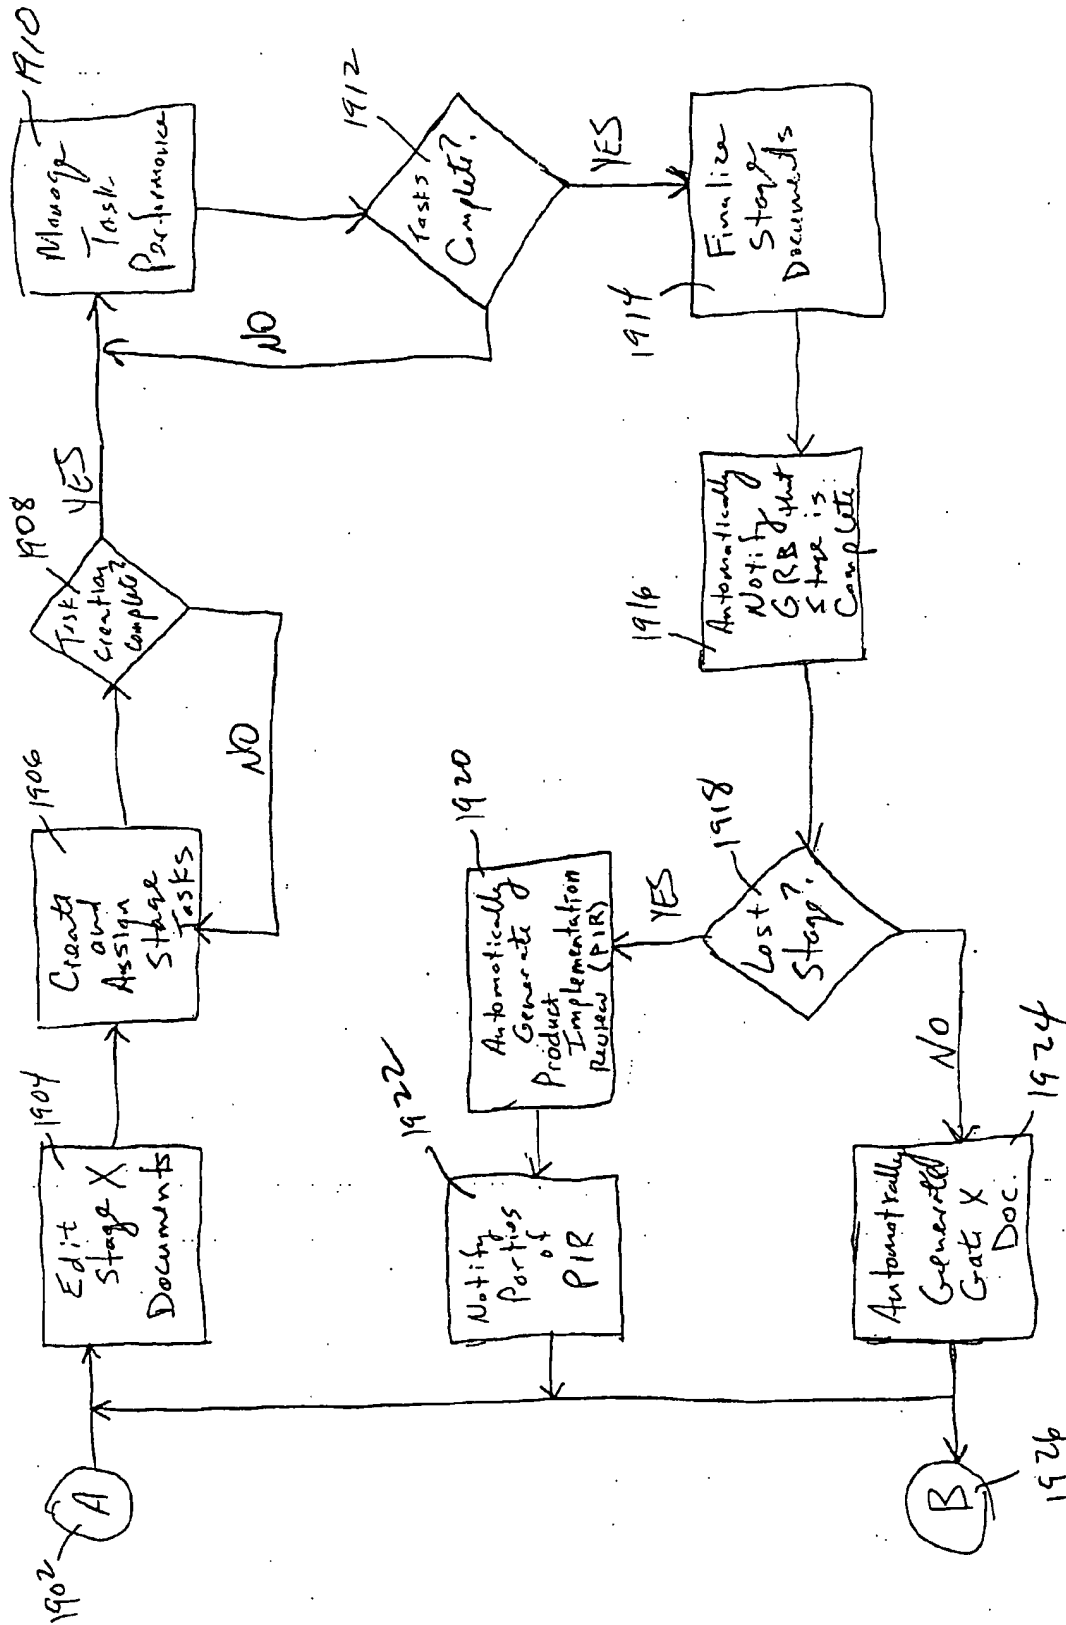 1902
A
1904
Edit
Stage X
Documents
1906
Create
and
Assign
Stage
Tasks
1908
Task
Creation
Complete?
YES
NO
1910
Manage
Task
Performance
1912
Tasks
Complete?
NO
YES
1914
Finalize
Stage
Documents
1916
Automatically
Notify
GRB that
Stage is
Complete
1918
Last
Stage?
YES
NO
1920
Automatically
Generate
Product
Implementation
Review (PIR)
1922
Notify
Parties
of
PIR
1924
Automatically
Generated
Gate X
Doc.
B
1926